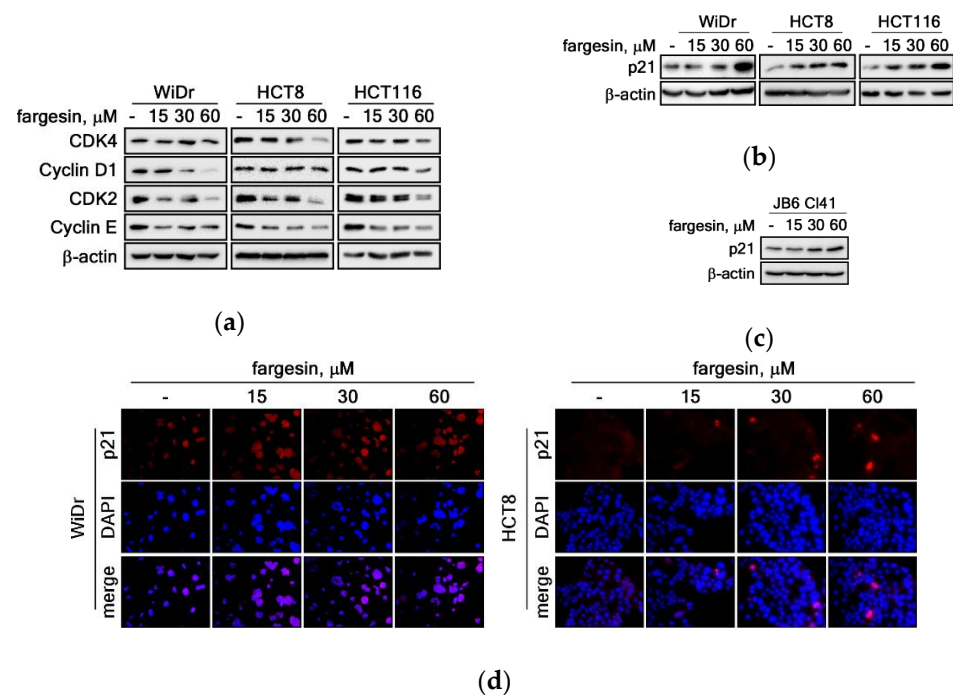 WiDr HCT8 HCT116
fargesin, μM - 15 30 60 - 15 30 60 - 15 30 60
CDK4
Cyclin D1
CDK2
Cyclin E
β-actin
(a)
WiDr HCT8 HCT116
fargesin, μM - 15 30 60 - 15 30 60 - 15 30 60
p21
β-actin
(b)
JB6 Cl41
fargesin, μM - 15 30 60
p21
β-actin
(c)
fargesin, μM
- 15 30 60
WiDr
p21
DAPI
merge
fargesin, μM
- 15 30 60
HCT8
p21
DAPI
merge
(d)